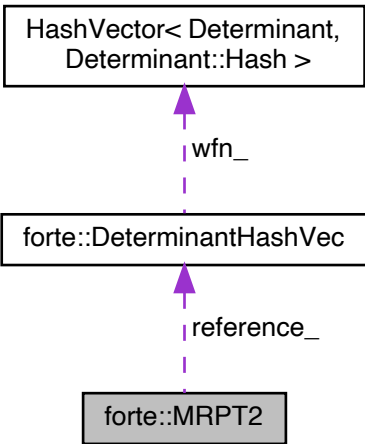 HashVector< Determinant,
Determinant::Hash >
wfn_
forte::DeterminantHashVec
reference_
forte::MRPT2